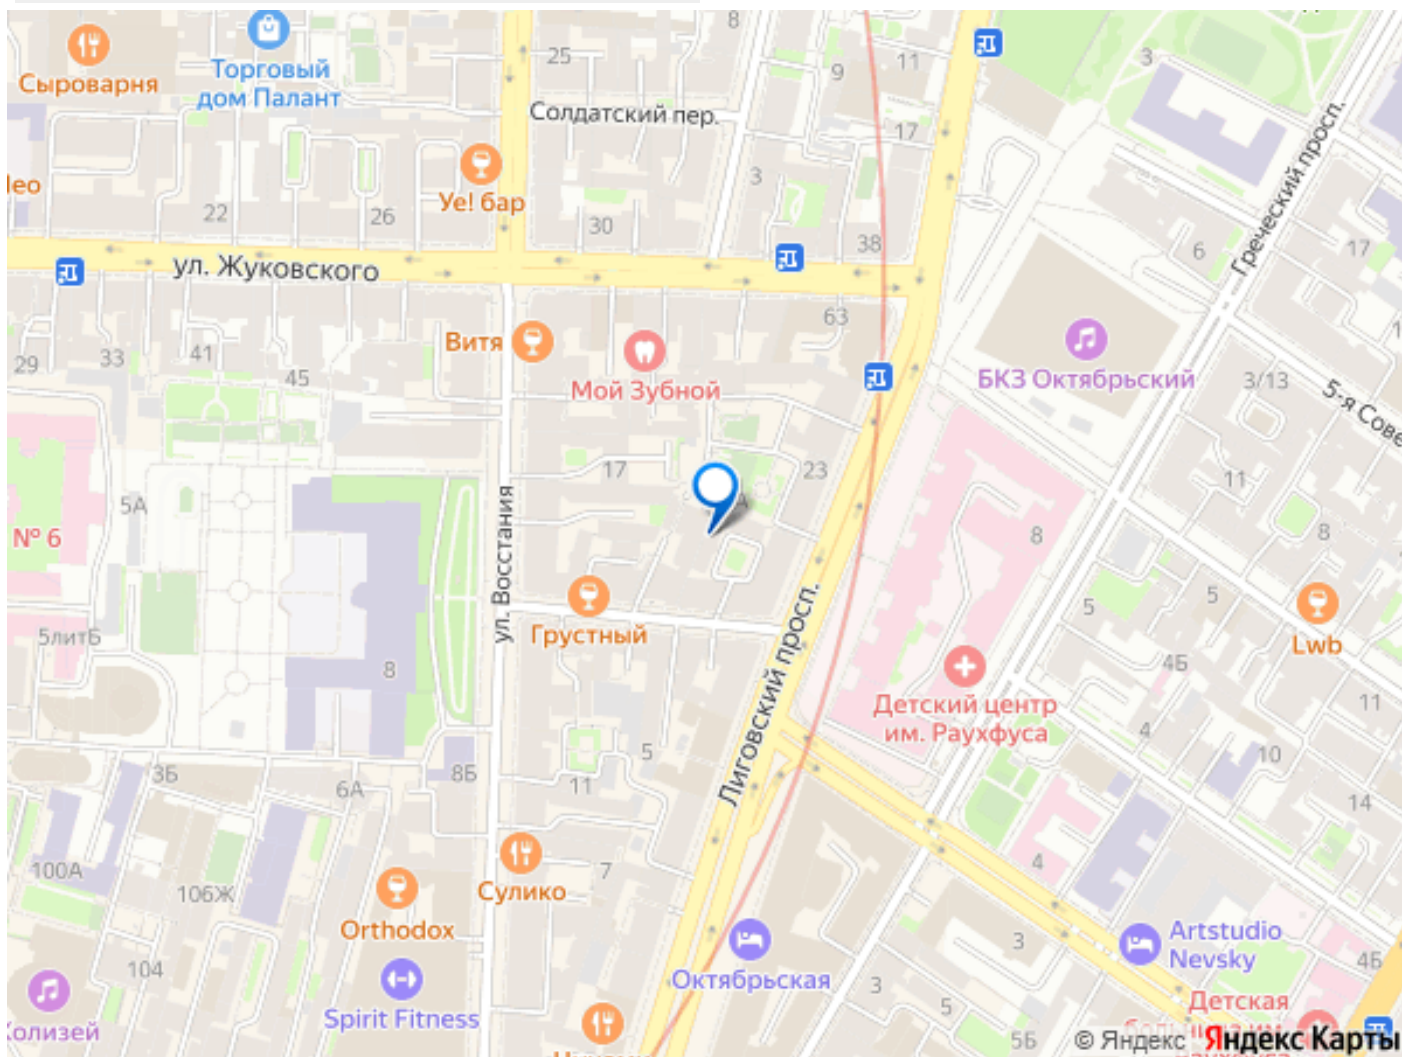 8
25
9
11
3
Сыроварня
Торговый
дом Палант
Солдатский пер.
17
Греческий просп.
Уе! бар
3
22
26
30
38
6
17
ул. Жуковского
63
Витя
29
33
41
45
Мой Зубной
БКЗ Октябрьский
3/13
5-я Сове
17
23
11
5А
№ 6
8
8
ул. Восстания
5
5
Грустный
Lwb
5литБ
8
Лиговский просп.
4Б
Детский центр
им. Раухфуса
11
4
10
5
3Б
6А
8Б
11
14
100А
106Ж
7
4
Сулико
Orthodox
Artstudio
Nevsky
3
4Б
104
Октябрьская
3
5
Spirit Fitness
Колизей
Детская
5Б
© Яндекс
Яндекс Карты